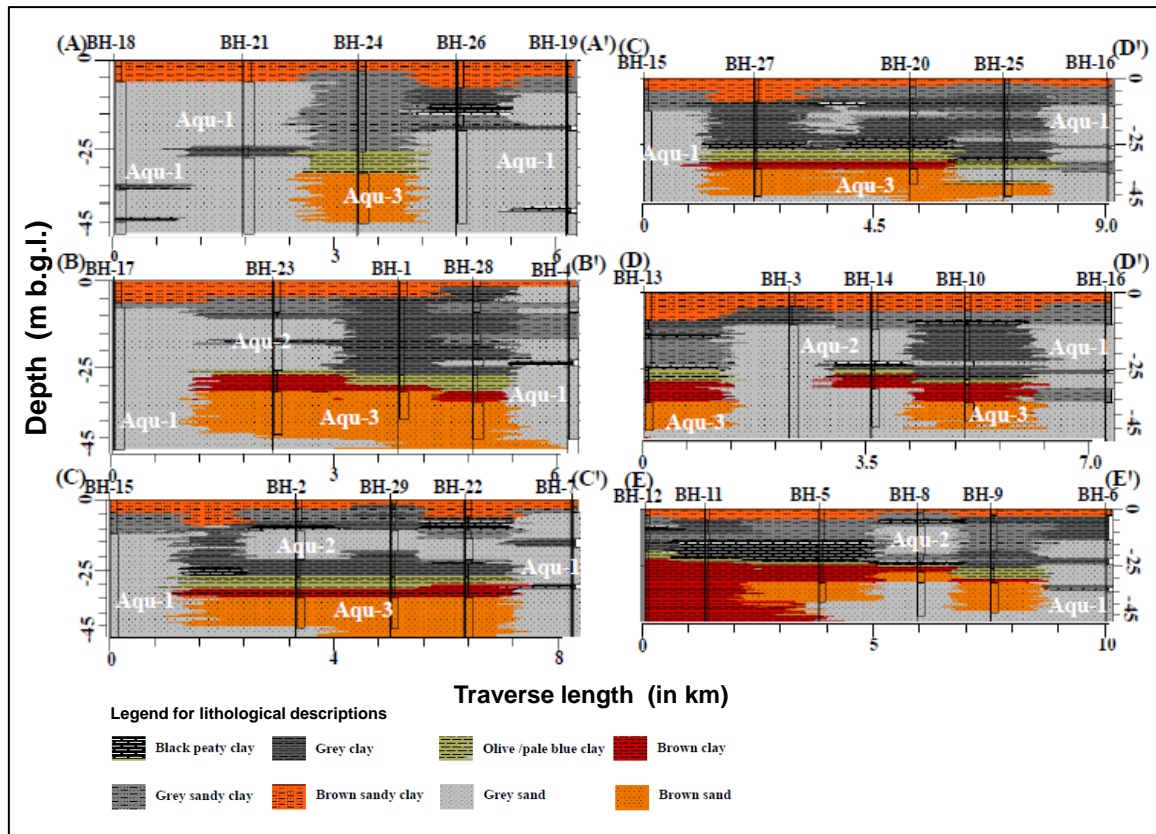 (A) (A')
BH-18 BH-21 BH-24 BH-26 BH-19
0
-25
-45
Aqu-1
Aqu-1
Aqu-1
Aqu-3
0 3 6
(C) (D')
BH-15 BH-27 BH-20 BH-25 BH-16
0
-25
-45
Aqu-1
Aqu-1
Aqu-3
0 4.5 9.0
(B) (B')
BH-17 BH-23 BH-1 BH-28 BH-4
0
-25
-45
Aqu-2
Aqu-1
Aqu-3
Aqu-1
0 3 6
(D) (D')
BH-13 BH-3 BH-14 BH-10 BH-16
0
-25
-45
Aqu-2
Aqu-1
Aqu-3
Aqu-3
0 3.5 7.0
(C) (C')
BH-15 BH-2 BH-29 BH-22
0
-25
-45
Aqu-2
Aqu-1
Aqu-1
Aqu-3
0 4 8
(E) (E')
BH-12 BH-11 BH-5 BH-8 BH-9 BH-6
0
-25
-45
Aqu-2
Aqu-1
0 5 10
Depth (m b.g.l.)
Traverse length (in km)
Legend for lithological descriptions
Black peaty clay Grey clay Olive /pale blue clay Brown clay
Grey sandy clay Brown sandy clay Grey sand Brown sand